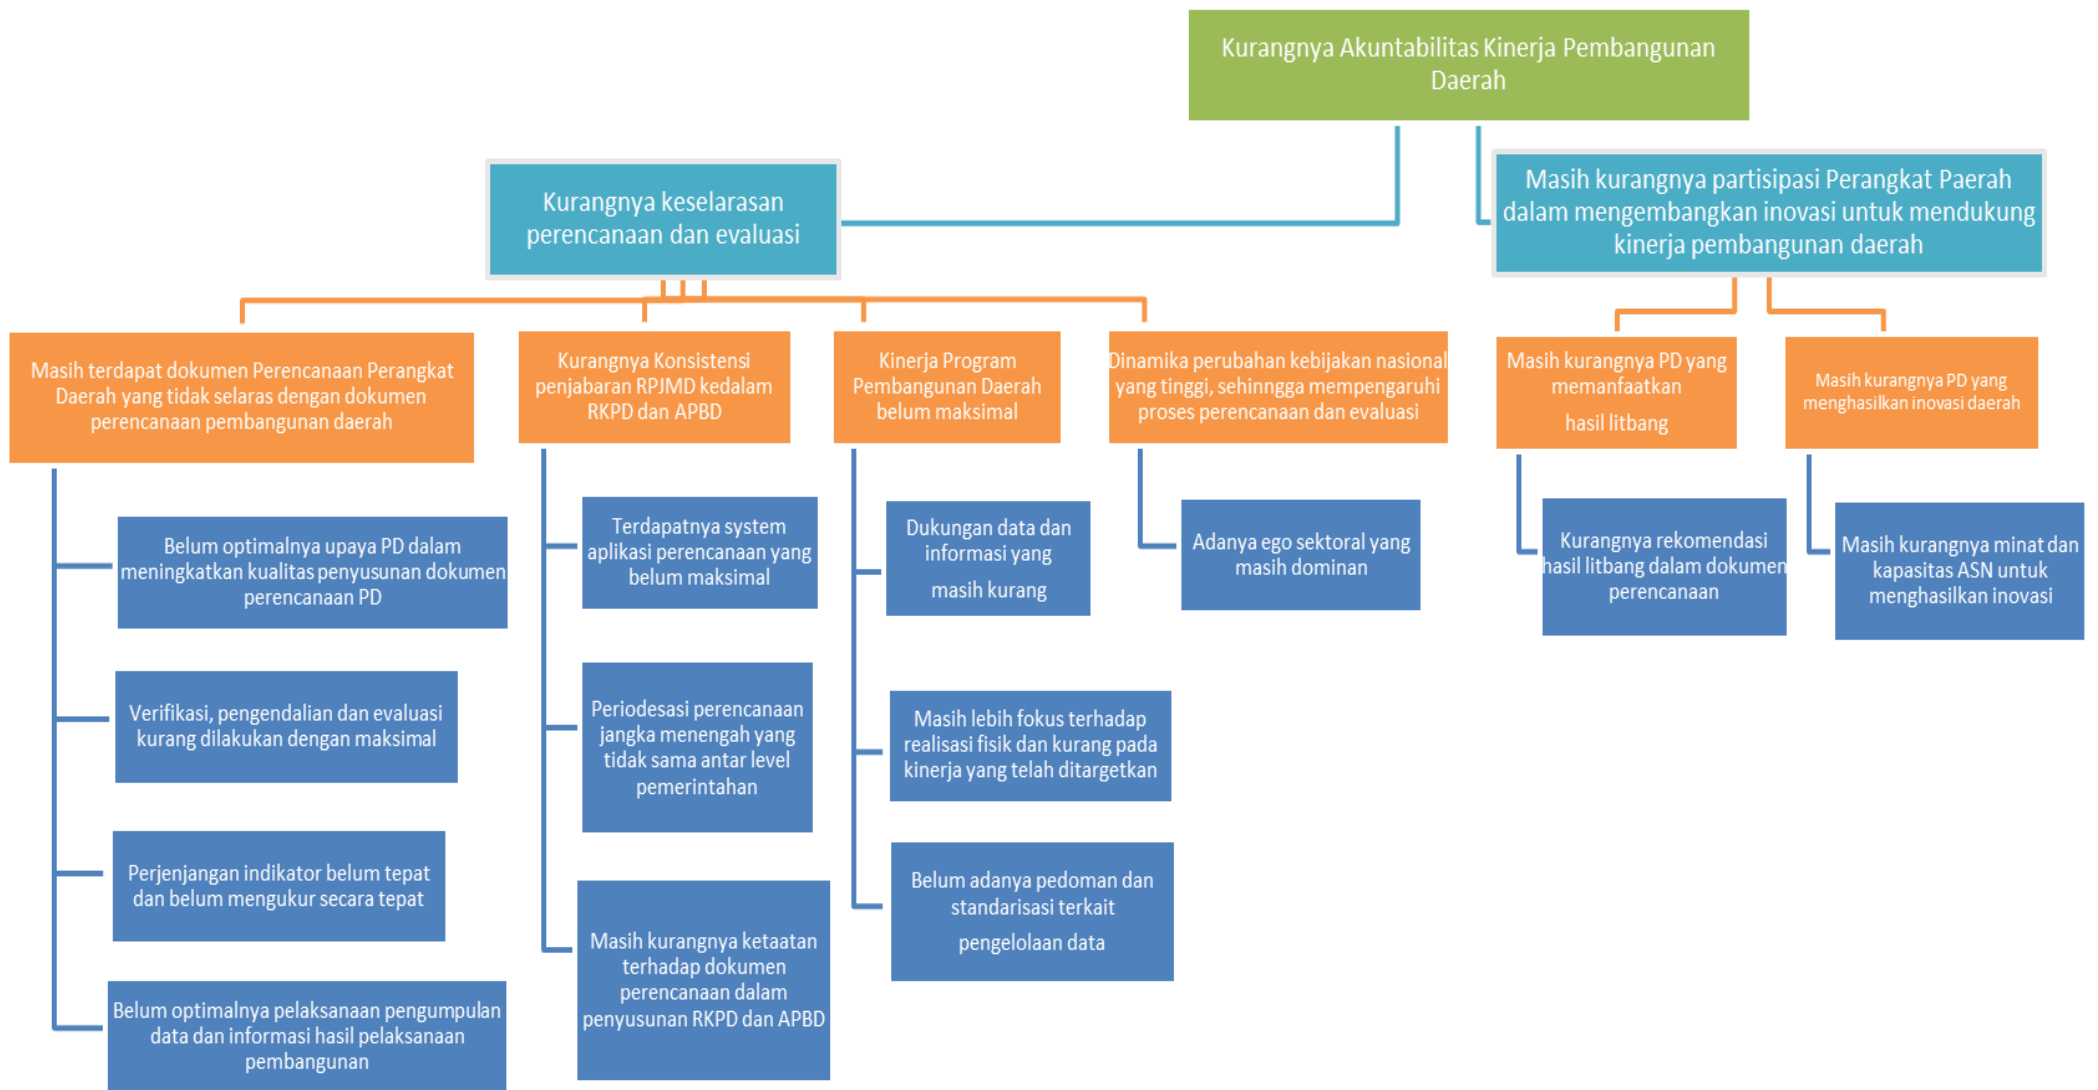 Kurangnya Akuntabilitas Kinerja Pembangunan
Daerah
Kurangnya keselarasan
perencanaan dan evaluasi
Masih kurangnya partisipasi Perangkat Paerah
dalam mengembangkan inovasi untuk mendukung
kinerja pembangunan daerah
Masih terdapat dokumen Perencanaan Perangkat
Daerah yang tidak selaras dengan dokumen
perencanaan pembangunan daerah
Kurangnya Konsistensi
penjabaran RPJMD kedalam
RKPD dan APBD
Kinerja Program
Pembangunan Daerah
belum maksimal
Dinamika perubahan kebijakan nasional
yang tinggi, sehinngga mempengaruhi
proses perencanaan dan evaluasi
Masih kurangnya PD yang
memanfaatkan
hasil litbang
Masih kurangnya PD yang
menghasilkan inovasi daerah
Belum optimalnya upaya PD dalam
meningkatkan kualitas penyusunan dokumen
perencanaan PD
Verifikasi, pengendalian dan evaluasi
kurang dilakukan dengan maksimal
Perjenjangan indikator belum tepat
dan belum mengukur secara tepat
Belum optimalnya pelaksanaan pengumpulan
data dan informasi hasil pelaksanaan
pembangunan
Terdapatnya system
aplikasi perencanaan yang
belum maksimal
Periodesasi perencanaan
jangka menengah yang
tidak sama antar level
pemerintahan
Masih kurangnya ketaatan
terhadap dokumen
perencanaan dalam
penyusunan RKPD dan APBD
Dukungan data dan
informasi yang
masih kurang
Masih lebih fokus terhadap
realisasi fisik dan kurang pada
kinerja yang telah ditargetkan
Belum adanya pedoman dan
standarisasi terkait
pengelolaan data
Adanya ego sektoral yang
masih dominan
Kurangnya rekomendasi
hasil litbang dalam dokumen
perencanaan
Masih kurangnya minat dan
kapasitas ASN untuk
menghasilkan inovasi